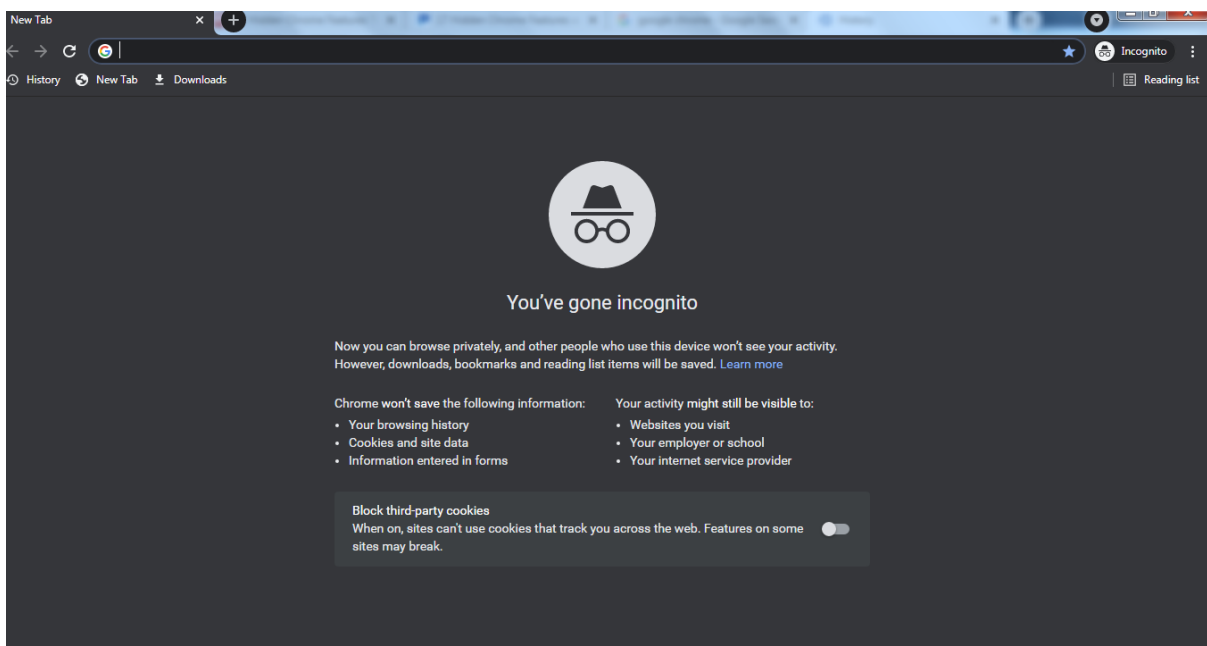 New Tab
Incognito
History New Tab Downloads Reading list
You've gone incognito
Now you can browse privately, and other people who use this device won't see your activity.
However, downloads, bookmarks and reading list items will be saved. Learn more
Chrome won't save the following information:
• Your browsing history
• Cookies and site data
• Information entered in forms
Your activity might still be visible to:
• Websites you visit
• Your employer or school
• Your internet service provider
Block third-party cookies
When on, sites can't use cookies that track you across the web. Features on some
sites may break.